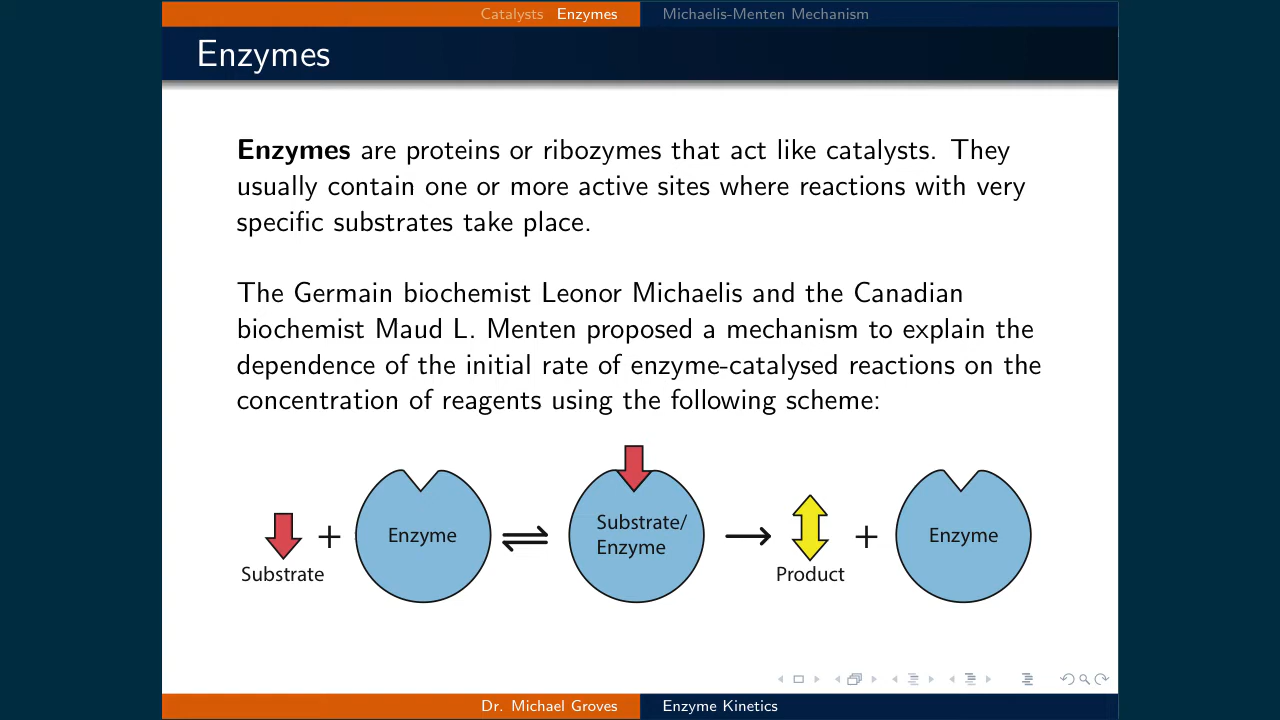 Catalysts Enzymes Michaelis-Menten Mechanism
Enzymes
Enzymes are proteins or ribozymes that act like catalysts. They
usually contain one or more active sites where reactions with very
specific substrates take place.
The Germain biochemist Leonor Michaelis and the Canadian
biochemist Maud L. Menten proposed a mechanism to explain the
dependence of the initial rate of enzyme-catalysed reactions on the
concentration of reagents using the following scheme:
Substrate
+
Enzyme
⇌
Substrate/
Enzyme
⟶
Product
+
Enzyme
Dr. Michael Groves Enzyme Kinetics